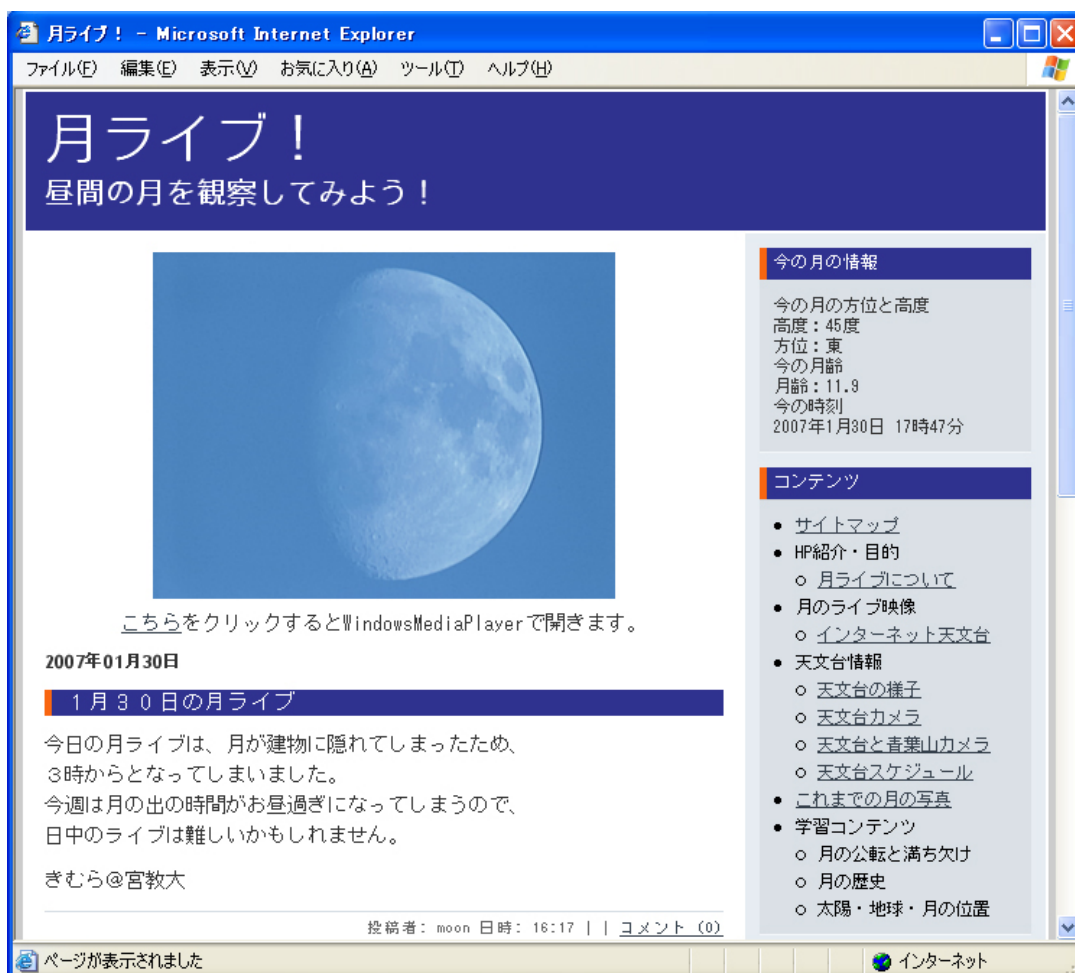 月ライブ！ - Microsoft Internet Explorer
ファイル(F) 編集(E) 表示(V) お気に入り(A) ツール(T) ヘルプ(H)
月ライブ！
昼間の月を観察してみよう！
こちらをクリックするとWindowsMediaPlayerで開きます。
2007年01月30日
１月３０日の月ライブ
今日の月ライブは、月が建物に隠れてしまったため、
３時からとなってしまいました。
今週は月の出の時間がお昼過ぎになってしまうので、
日中のライブは難しいかもしれません。
きむら＠宮教大
投稿者: moon 日時: 16:17 | | コメント (0)
今の月の情報
今の月の方位と高度
高度：45度
方位：東
今の月齢
月齢：11.9
今の時刻
2007年1月30日 17時47分
コンテンツ
サイトマップ
HP紹介・目的
月ライブについて
月のライブ映像
インターネット天文台
天文台情報
天文台の様子
天文台カメラ
天文台と青葉山カメラ
天文台スケジュール
これまでの月の写真
学習コンテンツ
月の公転と満ち欠け
月の歴史
太陽・地球・月の位置
ページが表示されました
インターネット